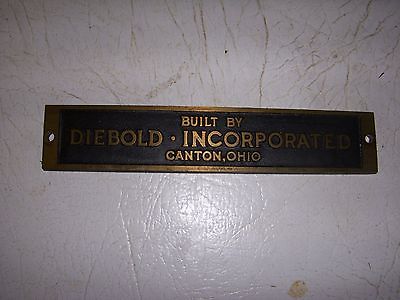 BUILT BY
DIEBOLD · INCORPORATED
CANTON, OHIO